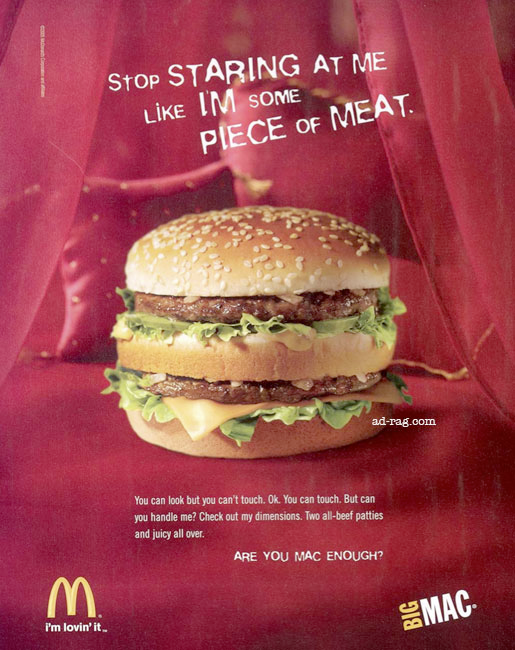 STOP STARING AT ME
LIKE I'M SOME
PIECE OF MEAT.
ad-rag.com
You can look but you can't touch. Ok. You can touch. But can
you handle me? Check out my dimensions. Two all-beef patties
and juicy all over.
ARE YOU MAC ENOUGH?
i'm lovin' it™
BIG MAC.®